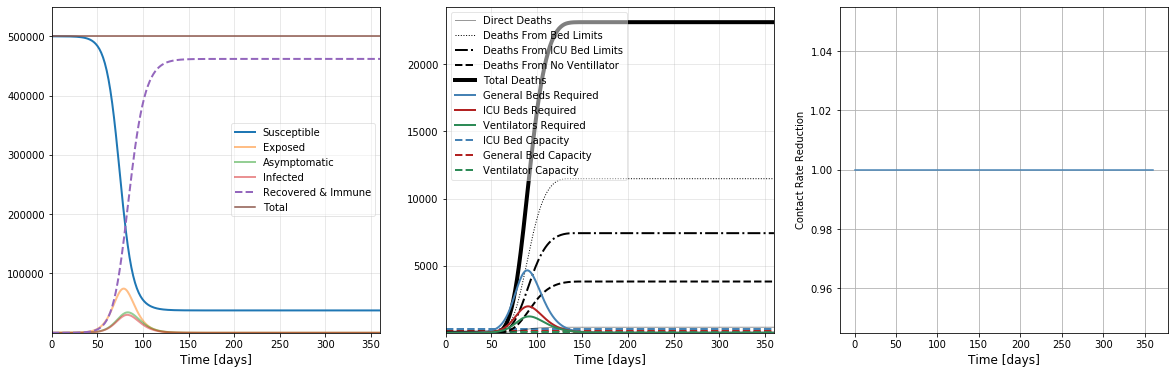 500000
400000
300000
200000
100000
0
50
100
150
200
250
300
350
Time [days]
Susceptible
Exposed
Asymptomatic
Infected
Recovered & Immune
Total
20000
15000
10000
5000
0
50
100
150
200
250
300
350
Time [days]
Direct Deaths
Deaths From Bed Limits
Deaths From ICU Bed Limits
Deaths From No Ventillator
Total Deaths
General Beds Required
ICU Beds Required
Ventilators Required
ICU Bed Capacity
General Bed Capacity
Ventilator Capacity
Contact Rate Reduction
1.04
1.02
1.00
0.98
0.96
0
50
100
150
200
250
300
350
Time [days]